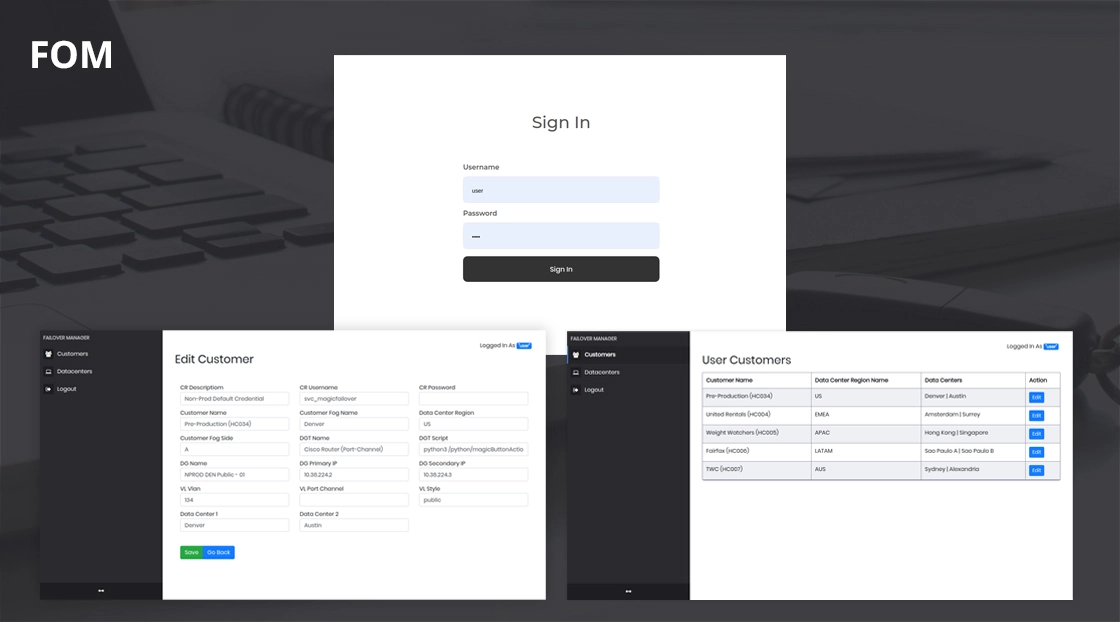 FOM
Sign In
Username
user
Password
Sign In
FAILOVER MANAGER
Customers
Datacenters
Logout
Logged In As "user"
Edit Customer
CR Descriptiom CR Username CR Password
Non-Prod Default Credential svc_magicfailover
Customer Name Customer Fog Name Data Center Region
Pre-Production (HC034) Denver US
Customer Fog Side DOT Name DOT Script
A Cisco Router (Port-Channel) python3 /python/magicButtonActio
DG Name DG Primary IP DG Secondary IP
NPROD DEN Public - 01 10.38.224.2 10.38.224.3
VL Vlan VL Port Channel VL Style
134 public
Data Center 1 Data Center 2
Denver Austin
Save Go Back
FAILOVER MANAGER
Customers
Datacenters
Logout
Logged In As "user"
User Customers
Customer Name Data Center Region Name Data Centers Action
Pre-Production (HC034) US Denver | Austin Edit
United Rentals (HC004) EMEA Amsterdam | Surrey Edit
Weight Watchers (HC005) APAC Hong Kong | Singapore Edit
Fairfax (HC006) LATAM Sao Paulo A | Sao Paulo B Edit
TWC (HC007) AUS Sydney | Alexandria Edit